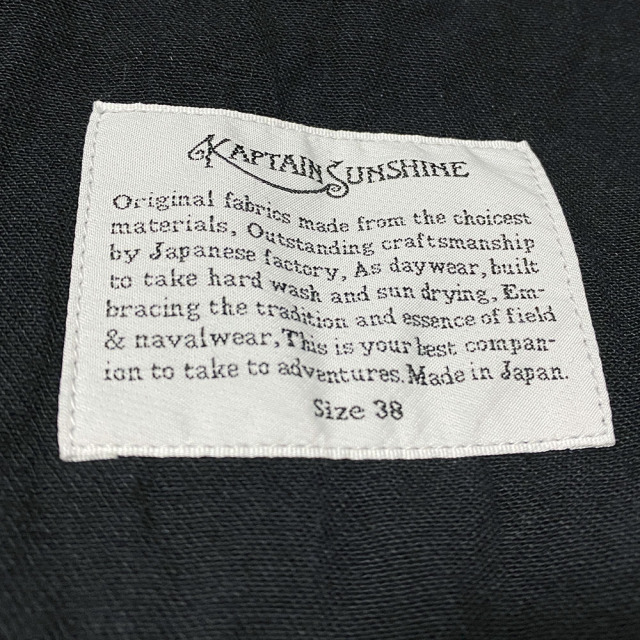 KAPTAIN SUNSHINE
Original fabrics made from the choicest
materials, Outstanding craftsmanship
by Japanese factory, As daywear, built
to take hard wash and sun drying, Em-
bracing the tradition and essence of field
& navalwear, This is your best compan-
ion to take to adventures. Made in Japan.
Size 38